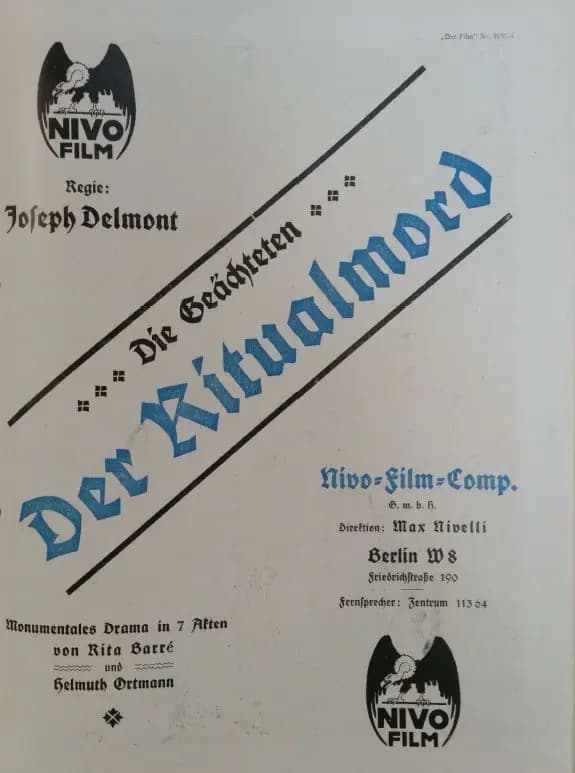 „Der Film“ Nr.
NIVO
FILM
Regie:
Joseph Delmont
Die Geächteten
Der Ritualmord
Nivo-Film-Comp.
G. m. b. H.
Direktion: Max Nivelli
Berlin W 8
Friedrichstraße 190
Fernsprecher: Zentrum 11364
Monumentales Drama in 7 Akten
von Rita Barré
und
Helmuth Ortmann
NIVO
FILM